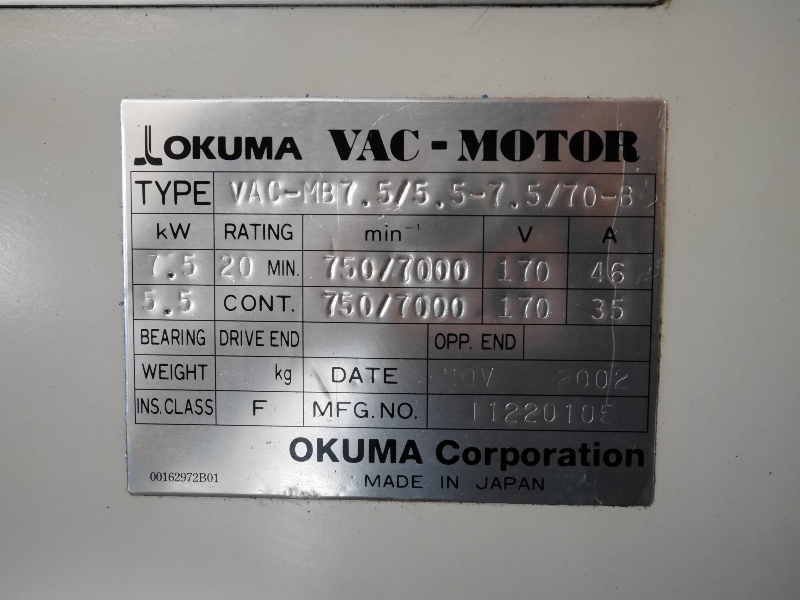 OKUMA VAC-MOTOR
TYPE VAC-MB7.5/5.5-7.5/70-B
kW RATING min⁻¹ V A
7.5 20 MIN. 750/7000 170 46
5.5 CONT. 750/7000 170 35
BEARING DRIVE END OPP. END
WEIGHT kg DATE NOV 2002
INS.CLASS F MFG.NO. I1220105
OKUMA Corporation
00162972B01 MADE IN JAPAN